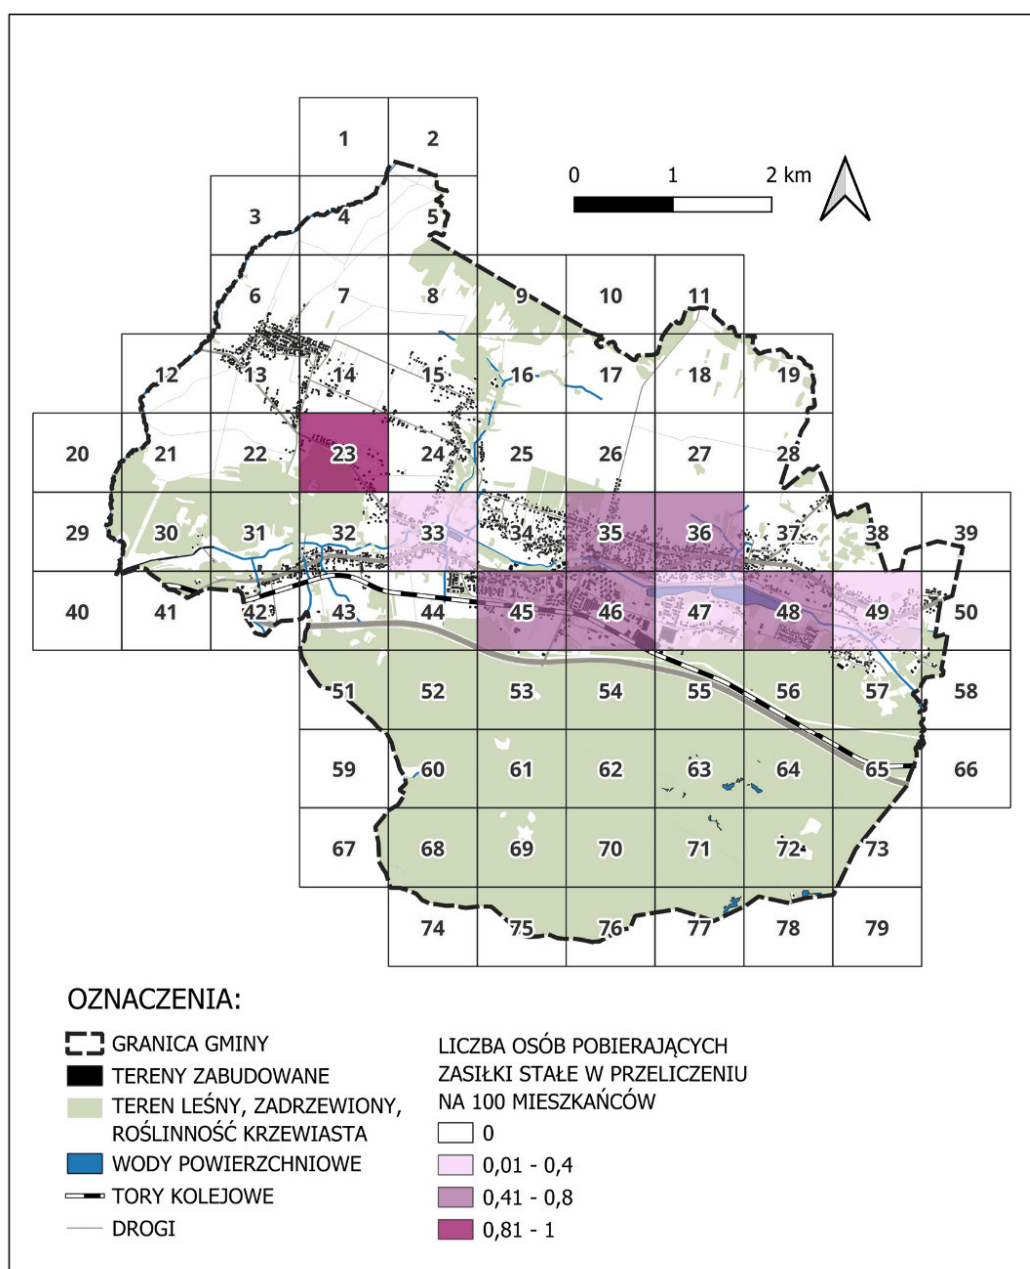 1 2
0 1 2 km
3 4 5
6 7 8 9 10 11
12 13 14 15 16 17 18 19
20 21 22 23 24 25 26 27 28
29 30 31 32 33 34 35 36 37 38 39
40 41 42 43 44 45 46 47 48 49 50
51 52 53 54 55 56 57 58
59 60 61 62 63 64 65 66
67 68 69 70 71 72 73
74 75 76 77 78 79
OZNACZENIA:
GRANICA GMINY
TERENY ZABUDOWANE
TEREN LEŚNY, ZADRZEWIONY,
ROŚLINNOŚĆ KRZEWIASTA
WODY POWIERZCHNIOWE
TORY KOLEJOWE
DROGI
LICZBA OSÓB POBIERAJĄCYCH
ZASIŁKI STAŁE W PRZELICZENIU
NA 100 MIESZKAŃCÓW
0
0,01 - 0,4
0,41 - 0,8
0,81 - 1